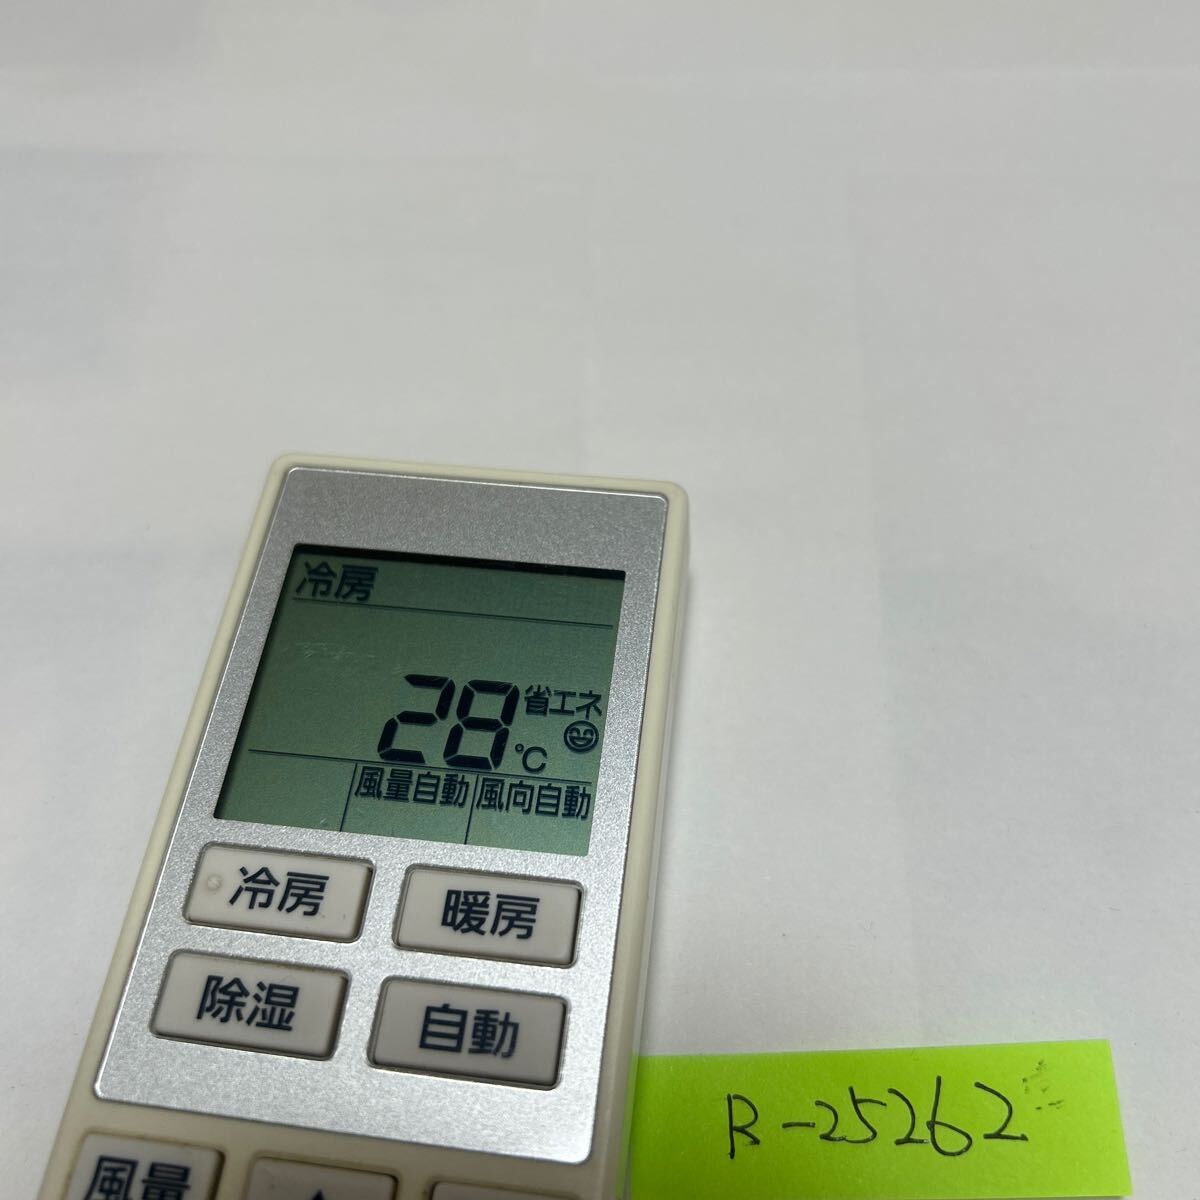 冷房
28℃ 省エネ
風量自動 風向自動
冷房 暖房
除湿 自動
風量
R-25262